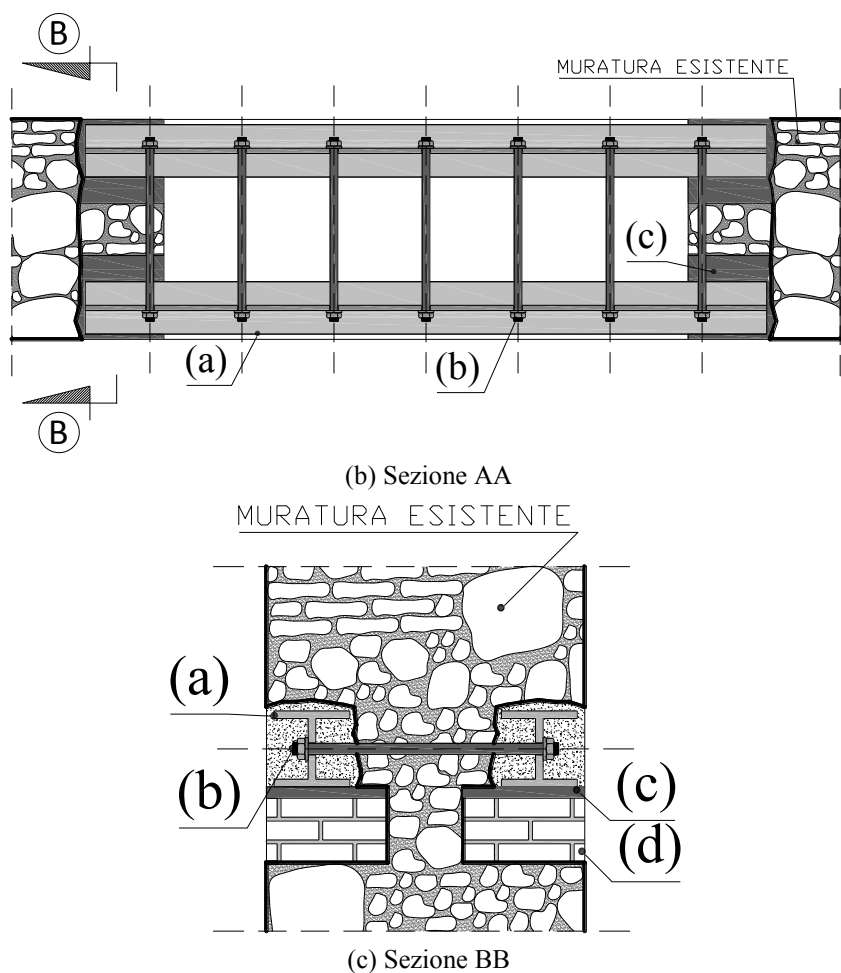 B
MURATURA ESISTENTE
(c)
(a)
(b)
B
(b) Sezione AA
MURATURA ESISTENTE
(a)
(b)
(c)
(d)
(c) Sezione BB